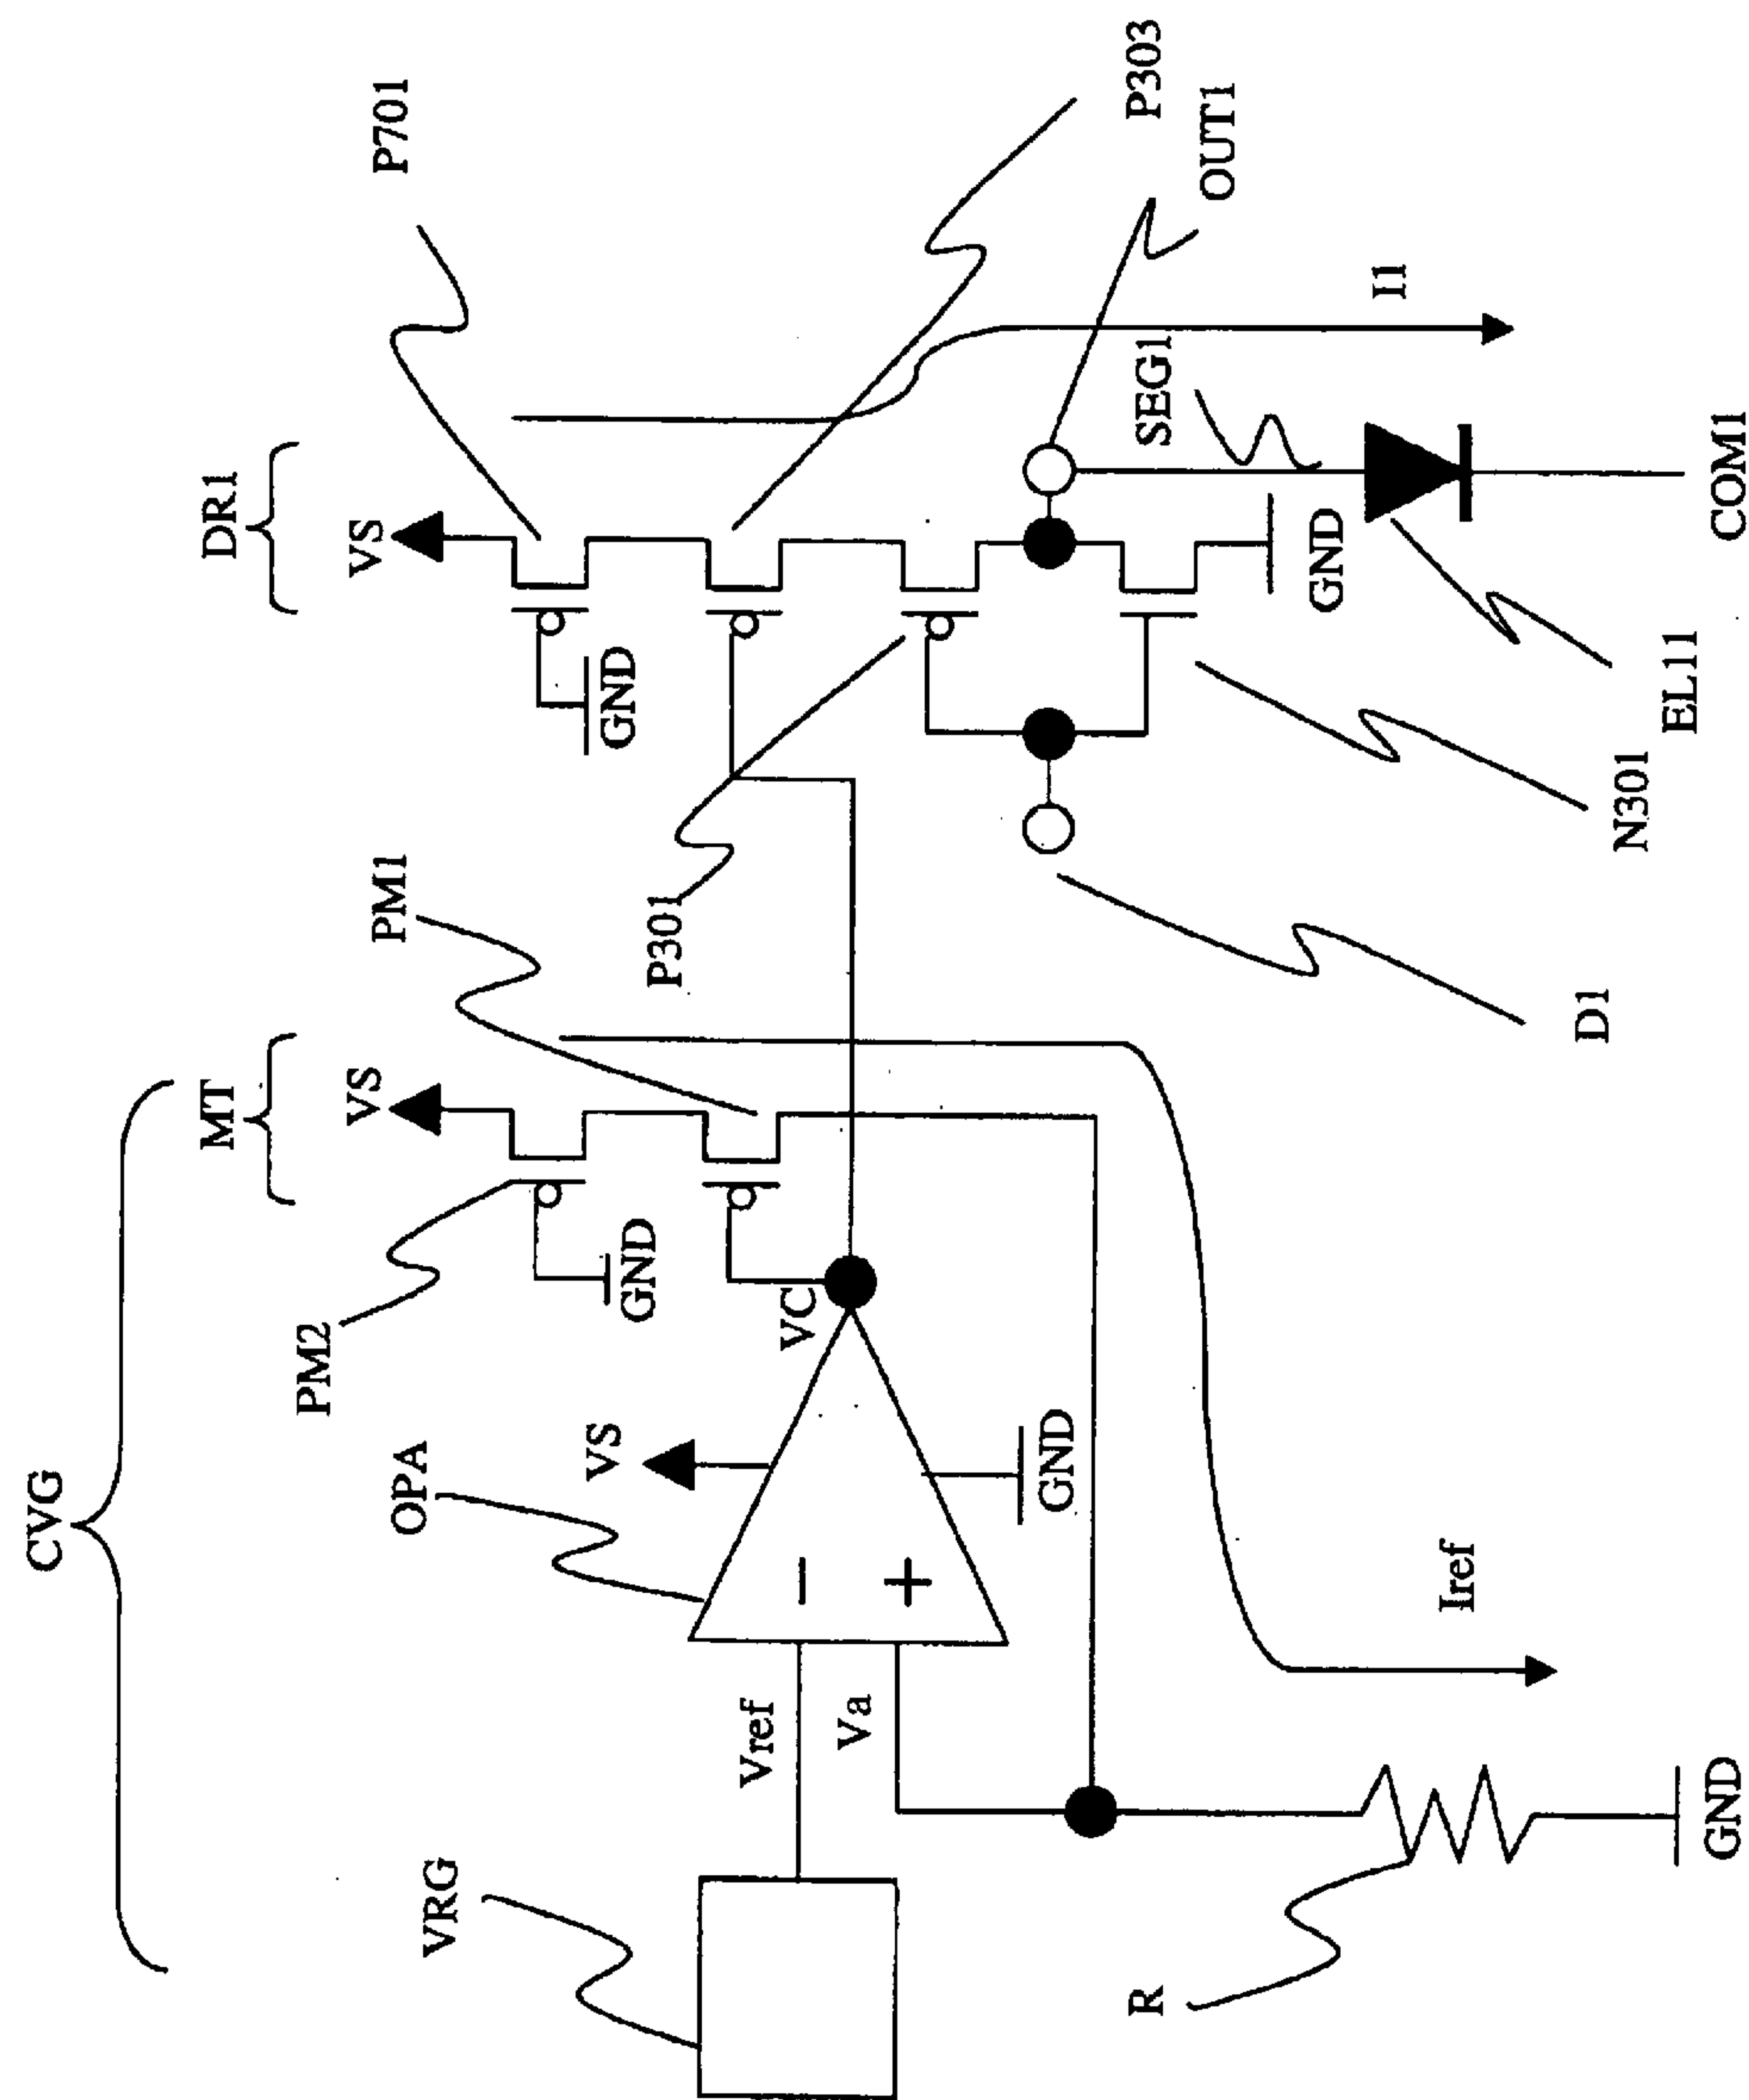 CVG
MT
DR1
VS
VS
P701
PM2
PM1
GND
GND
P303
OPA
VS
P301
VRG
Vref
Va
−
+
VC
GND
OUT1
SEG1
I1
GND
R
Iref
D1
N301
EL11
COM1
GND